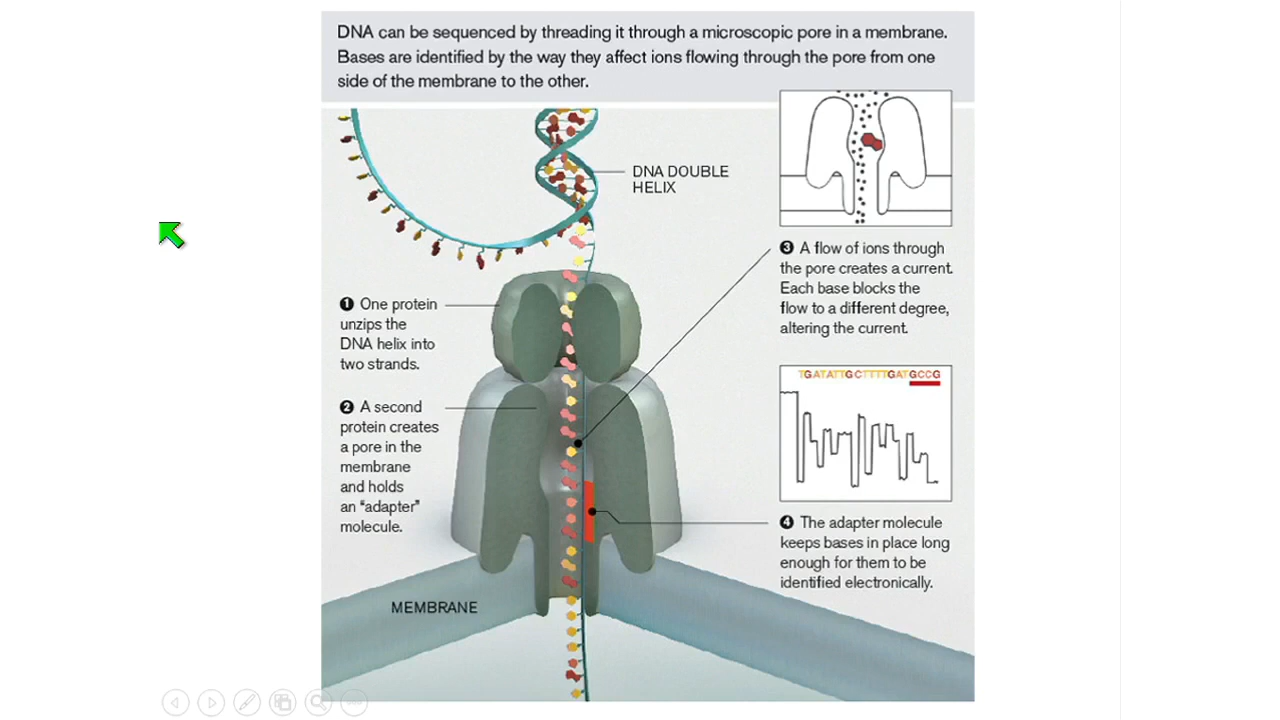 DNA can be sequenced by threading it through a microscopic pore in a membrane.
Bases are identified by the way they affect ions flowing through the pore from one
side of the membrane to the other.
DNA DOUBLE
HELIX
❶ One protein
unzips the
DNA helix into
two strands.
❷ A second
protein creates
a pore in the
membrane
and holds
an “adapter”
molecule.
MEMBRANE
❸ A flow of ions through
the pore creates a current.
Each base blocks the
flow to a different degree,
altering the current.
TGATATTGCTTTTGATGCCG
❹ The adapter molecule
keeps bases in place long
enough for them to be
identified electronically.